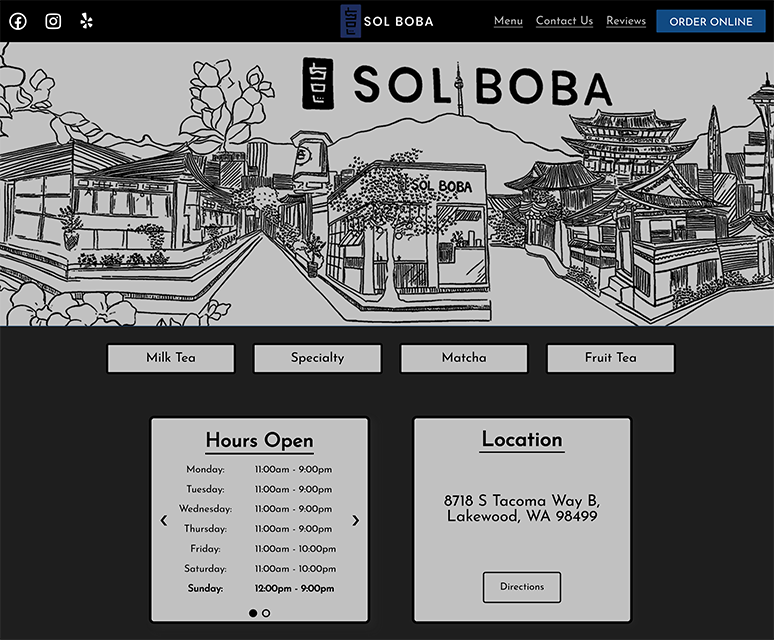 SOL BOBA
Menu
Contact Us
Reviews
ORDER ONLINE
SOL BOBA
SOL BOBA
Milk Tea
Specialty
Matcha
Fruit Tea
Hours Open
Monday: 11:00am - 9:00pm
Tuesday: 11:00am - 9:00pm
Wednesday: 11:00am - 9:00pm
Thursday: 11:00am - 9:00pm
Friday: 11:00am - 10:00pm
Saturday: 11:00am - 10:00pm
Sunday: 12:00pm - 9:00pm
Location
8718 S Tacoma Way B,
Lakewood, WA 98499
Directions